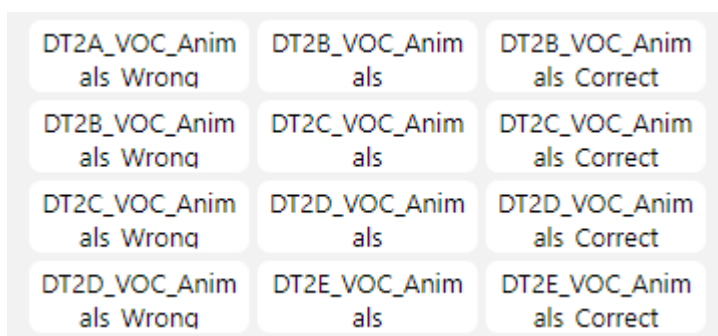 DT2A_VOC_Anim DT2B_VOC_Anim DT2B_VOC_Anim
als Wrong als als Correct
DT2B_VOC_Anim DT2C_VOC_Anim DT2C_VOC_Anim
als Wrong als als Correct
DT2C_VOC_Anim DT2D_VOC_Anim DT2D_VOC_Anim
als Wrong als als Correct
DT2D_VOC_Anim DT2E_VOC_Anim DT2E_VOC_Anim
als Wrong als als Correct